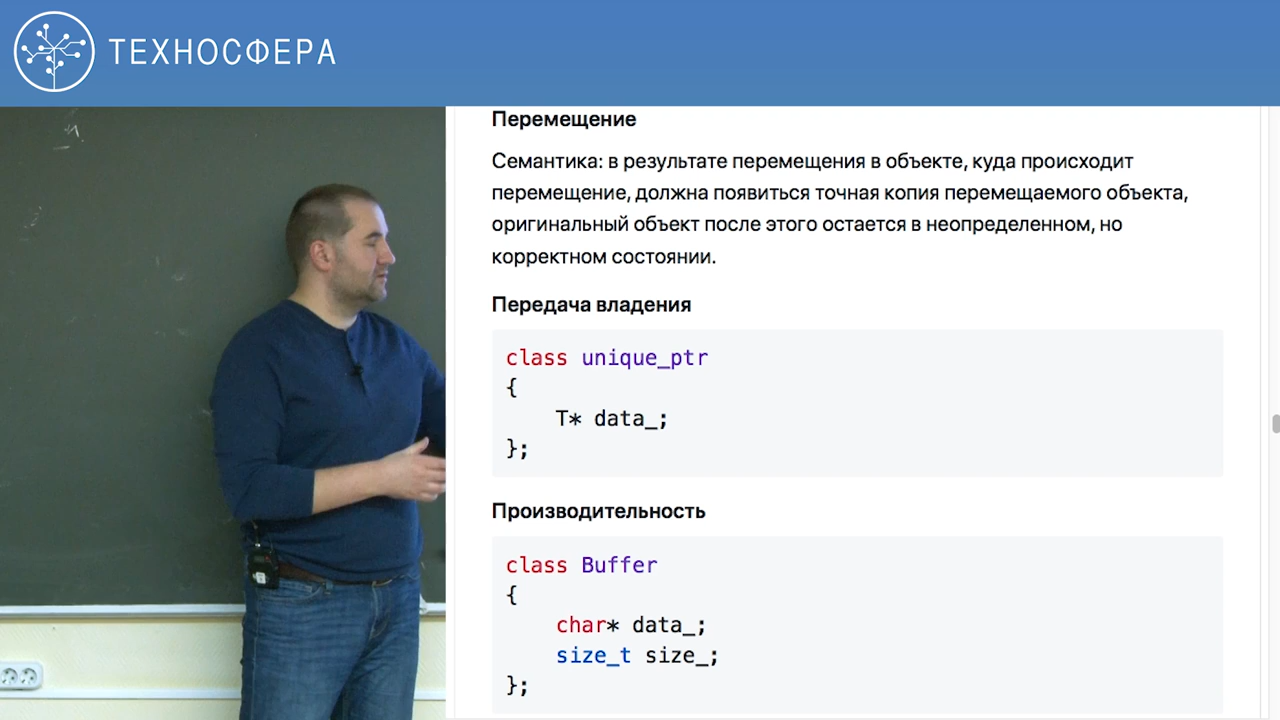 ТЕХНОСФЕРА
Перемещение
Семантика: в результате перемещения в объекте, куда происходит
перемещение, должна появиться точная копия перемещаемого объекта,
оригинальный объект после этого остается в неопределенном, но
корректном состоянии.
Передача владения
class unique_ptr
{
    T* data_;
};
Производительность
class Buffer
{
    char* data_;
    size_t size_;
};